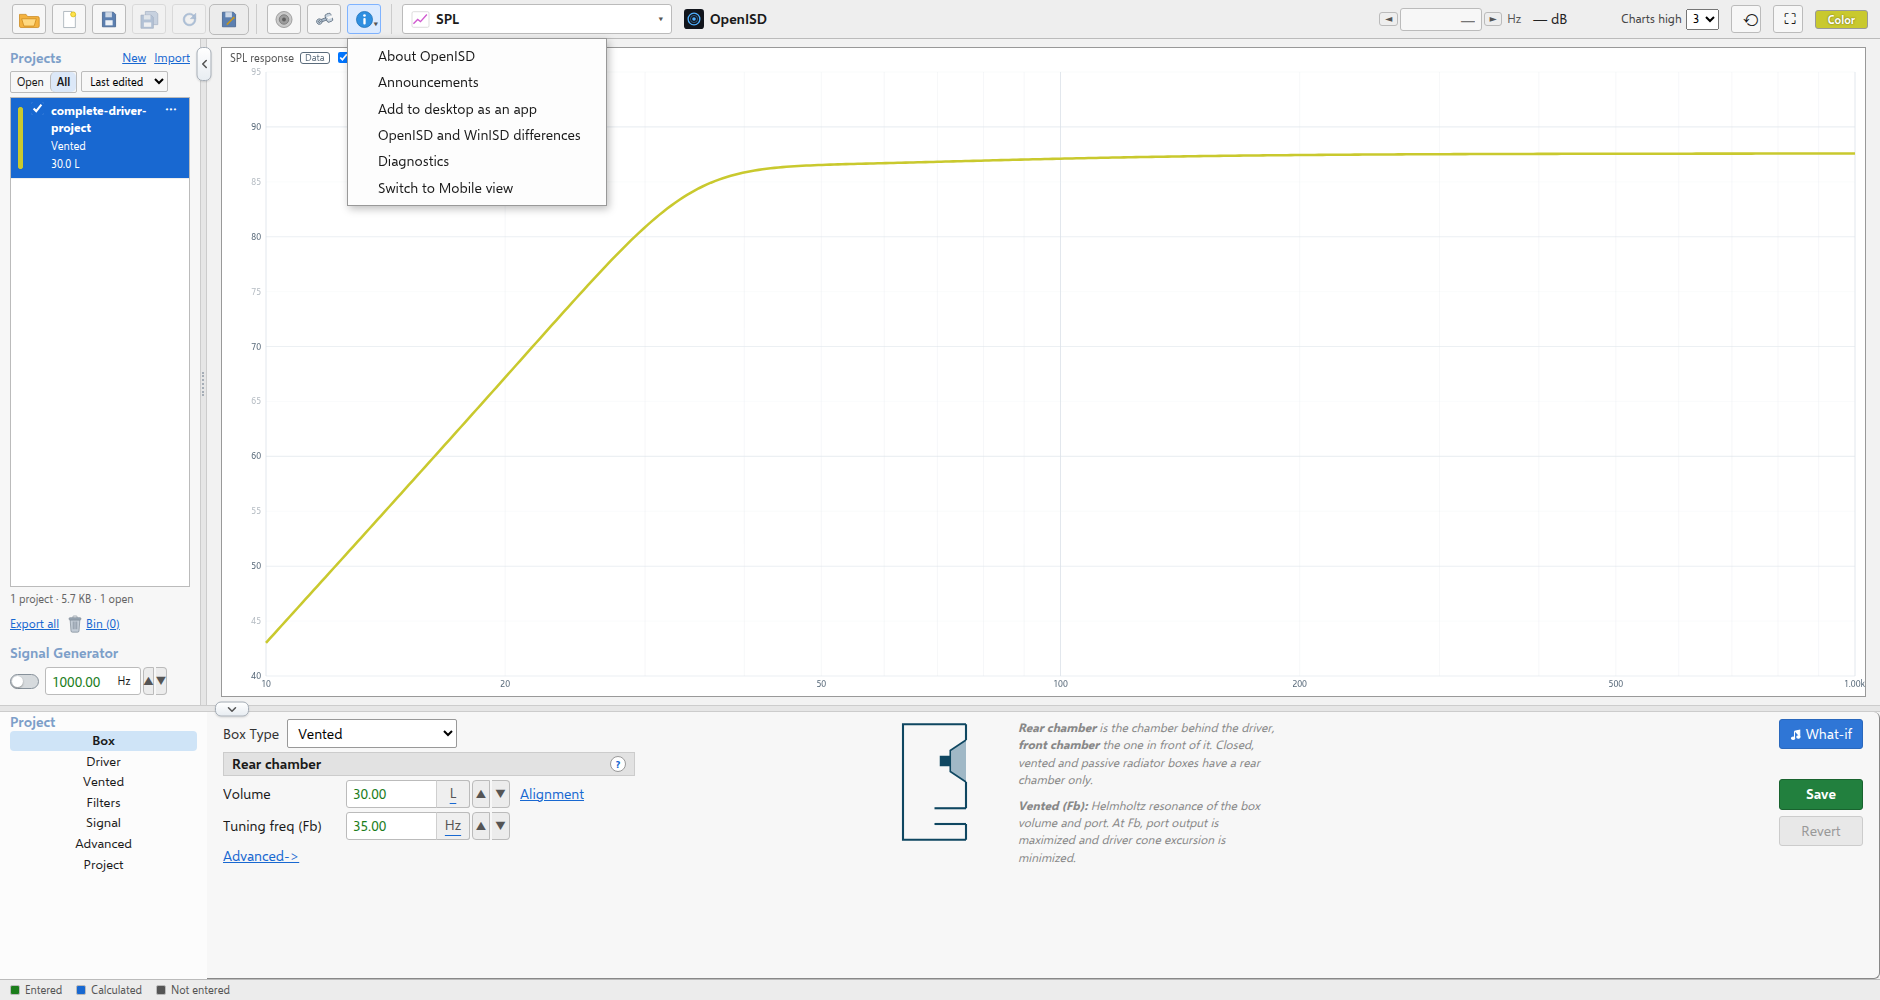 SPL
OpenISD
Hz
— dB
Charts high
3
Color
Projects
New
Import
Open
All
Last edited
complete-driver-
project
Vented
30.0 L
1 project · 5.7 KB · 1 open
Export all
Bin (0)
Signal Generator
1000.00
Hz
SPL response
Data
About OpenISD
Announcements
Add to desktop as an app
OpenISD and WinISD differences
Diagnostics
Switch to Mobile view
95
90
85
80
75
70
65
60
55
50
45
40
10
20
50
100
200
500
1.00k
Project
Box
Driver
Vented
Filters
Signal
Advanced
Project
Box Type
Vented
Rear chamber
?
Volume
30.00
L
Alignment
Tuning freq (Fb)
35.00
Hz
Advanced->
Rear chamber is the chamber behind the driver,
front chamber the one in front of it. Closed,
vented and passive radiator boxes have a rear
chamber only.
Vented (Fb): Helmholtz resonance of the box
volume and port. At Fb, port output is
maximized and driver cone excursion is
minimized.
What-if
Save
Revert
Entered
Calculated
Not entered